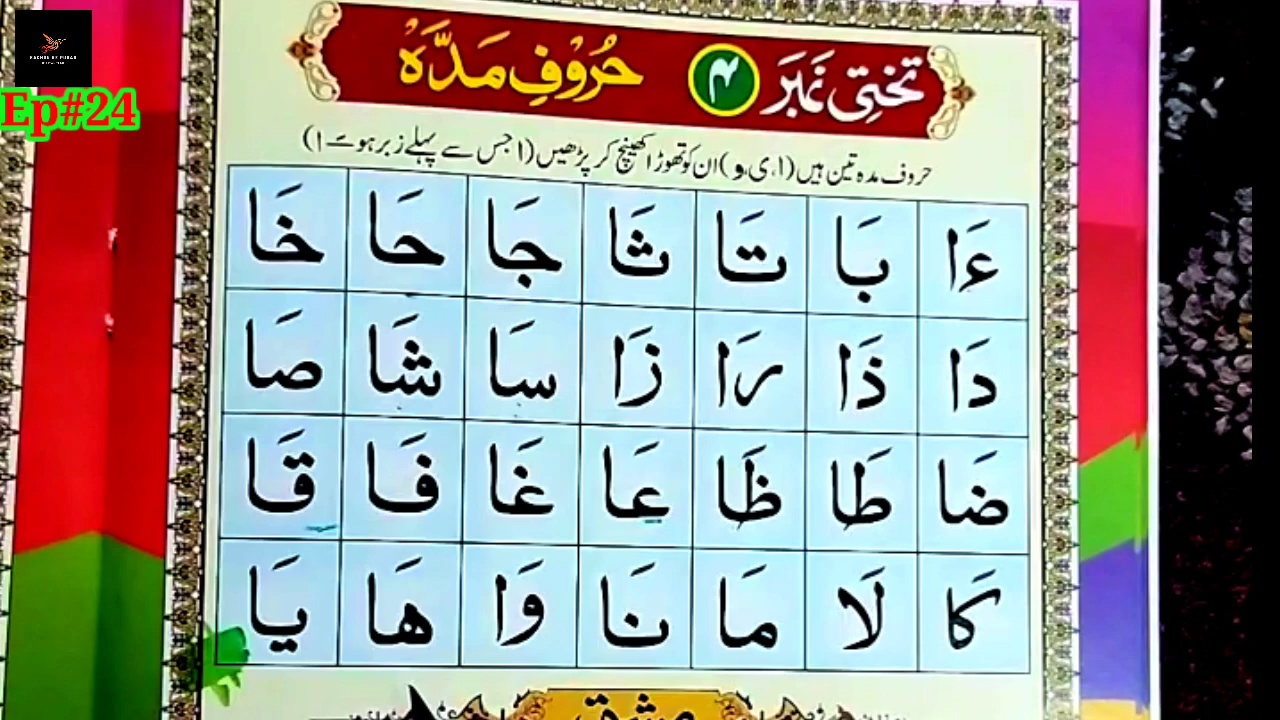 Ep#24
تختی نمبر ۴ حُرُوْفِ مَدَّہْ
حروف مدہ تین ہیں (ا، ی، و) ان کو تھوڑا کھینچ کر پڑھیں (ا جس سے پہلے زبر ہو ـَ ا)
ءَا بَا تَا ثَا جَا حَا خَا
دَا ذَا رَا زَا سَا شَا صَا
ضَا طَا ظَا عَا غَا فَا قَا
كَا لَا مَا نَا وَا هَا يَا
مشق